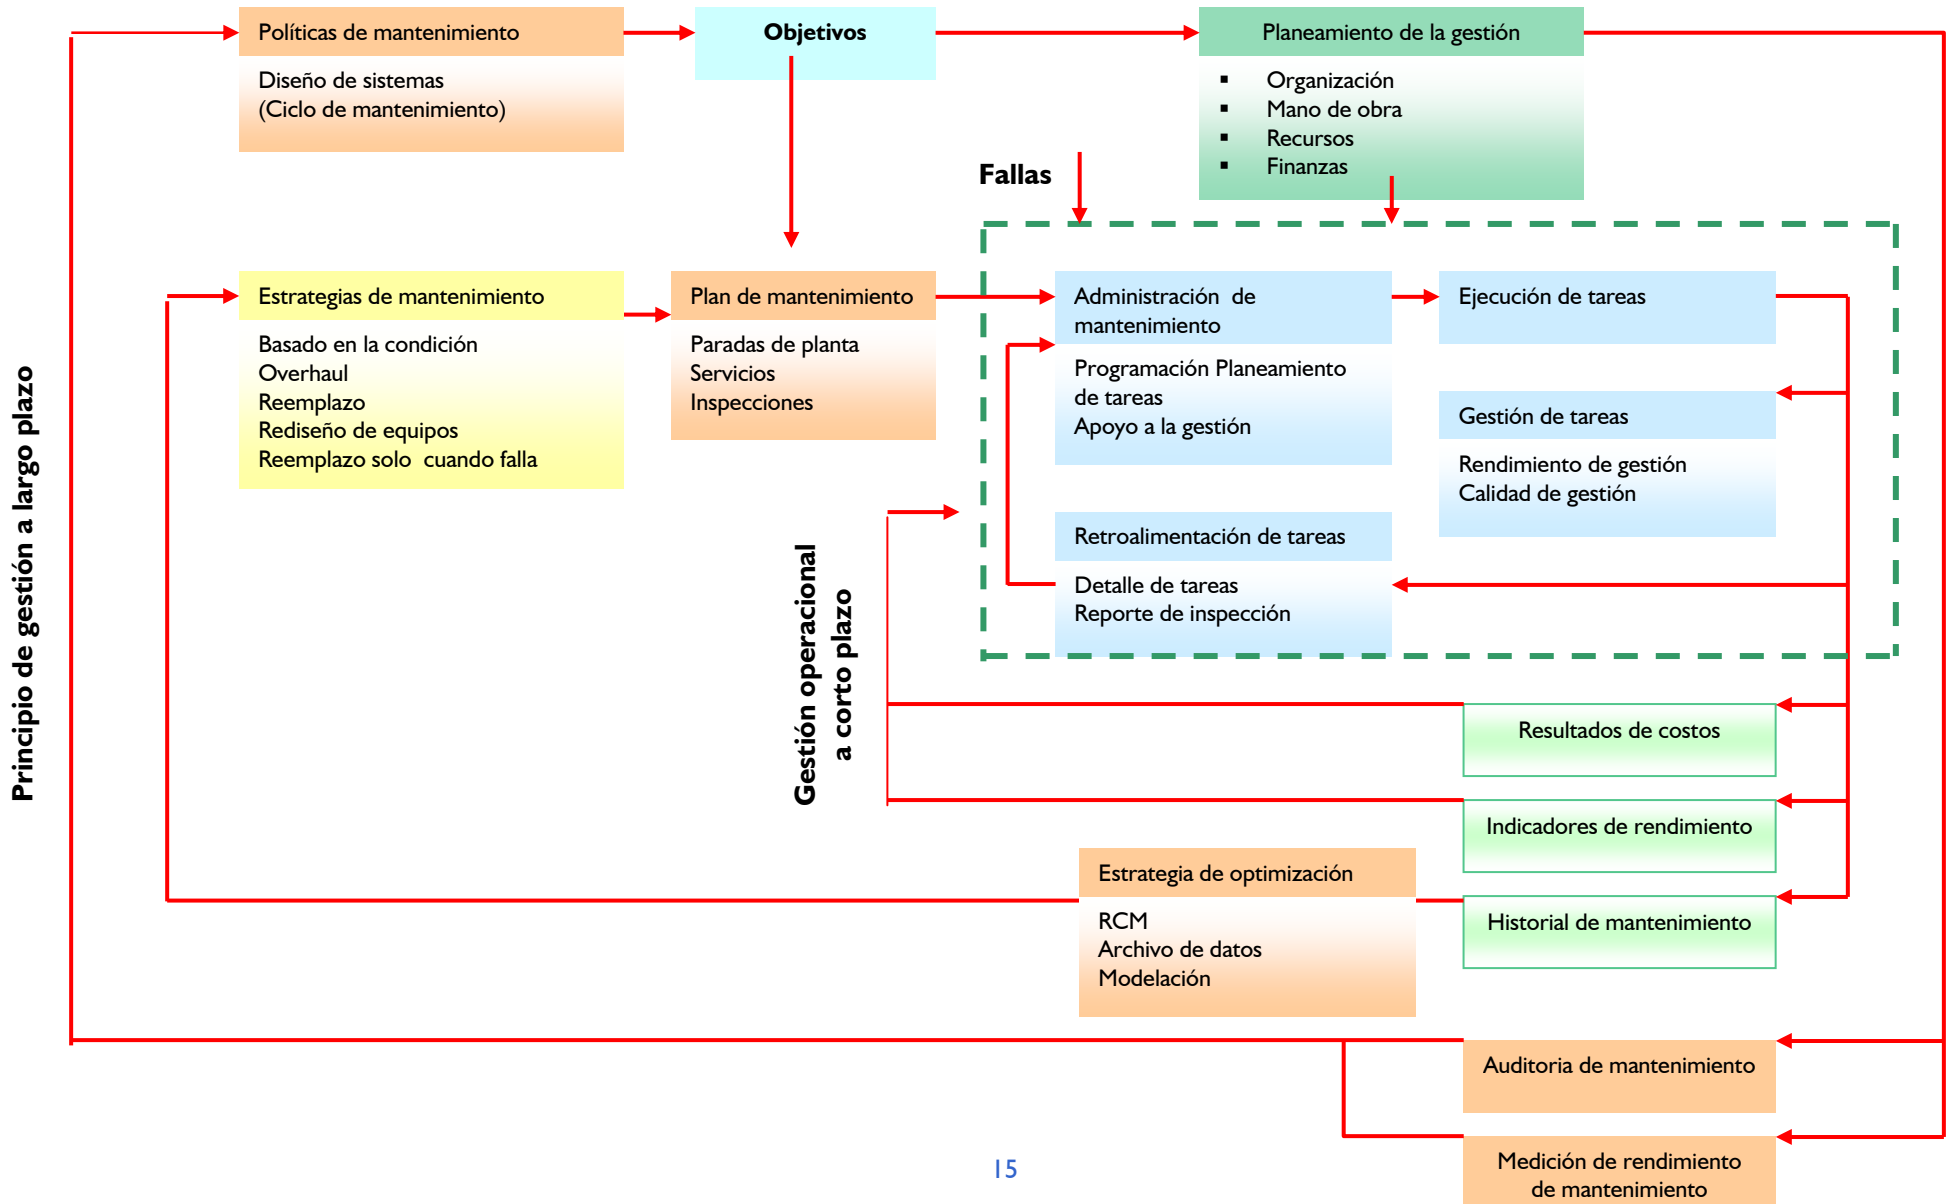 Políticas de mantenimiento
Diseño de sistemas
(Ciclo de mantenimiento)
Objetivos
Planeamiento de la gestión
▪ Organización
▪ Mano de obra
▪ Recursos
▪ Finanzas
Fallas
Estrategias de mantenimiento
Basado en la condición
Overhaul
Reemplazo
Rediseño de equipos
Reemplazo solo cuando falla
Plan de mantenimiento
Paradas de planta
Servicios
Inspecciones
Administración de
mantenimiento
Programación Planeamiento
de tareas
Apoyo a la gestión
Ejecución de tareas
Gestión de tareas
Rendimiento de gestión
Calidad de gestión
Retroalimentación de tareas
Detalle de tareas
Reporte de inspección
Principio de gestión a largo plazo
Gestión operacional
a corto plazo
Resultados de costos
Indicadores de rendimiento
Estrategia de optimización
RCM
Archivo de datos
Modelación
Historial de mantenimiento
Auditoria de mantenimiento
Medición de rendimiento
de mantenimiento
15